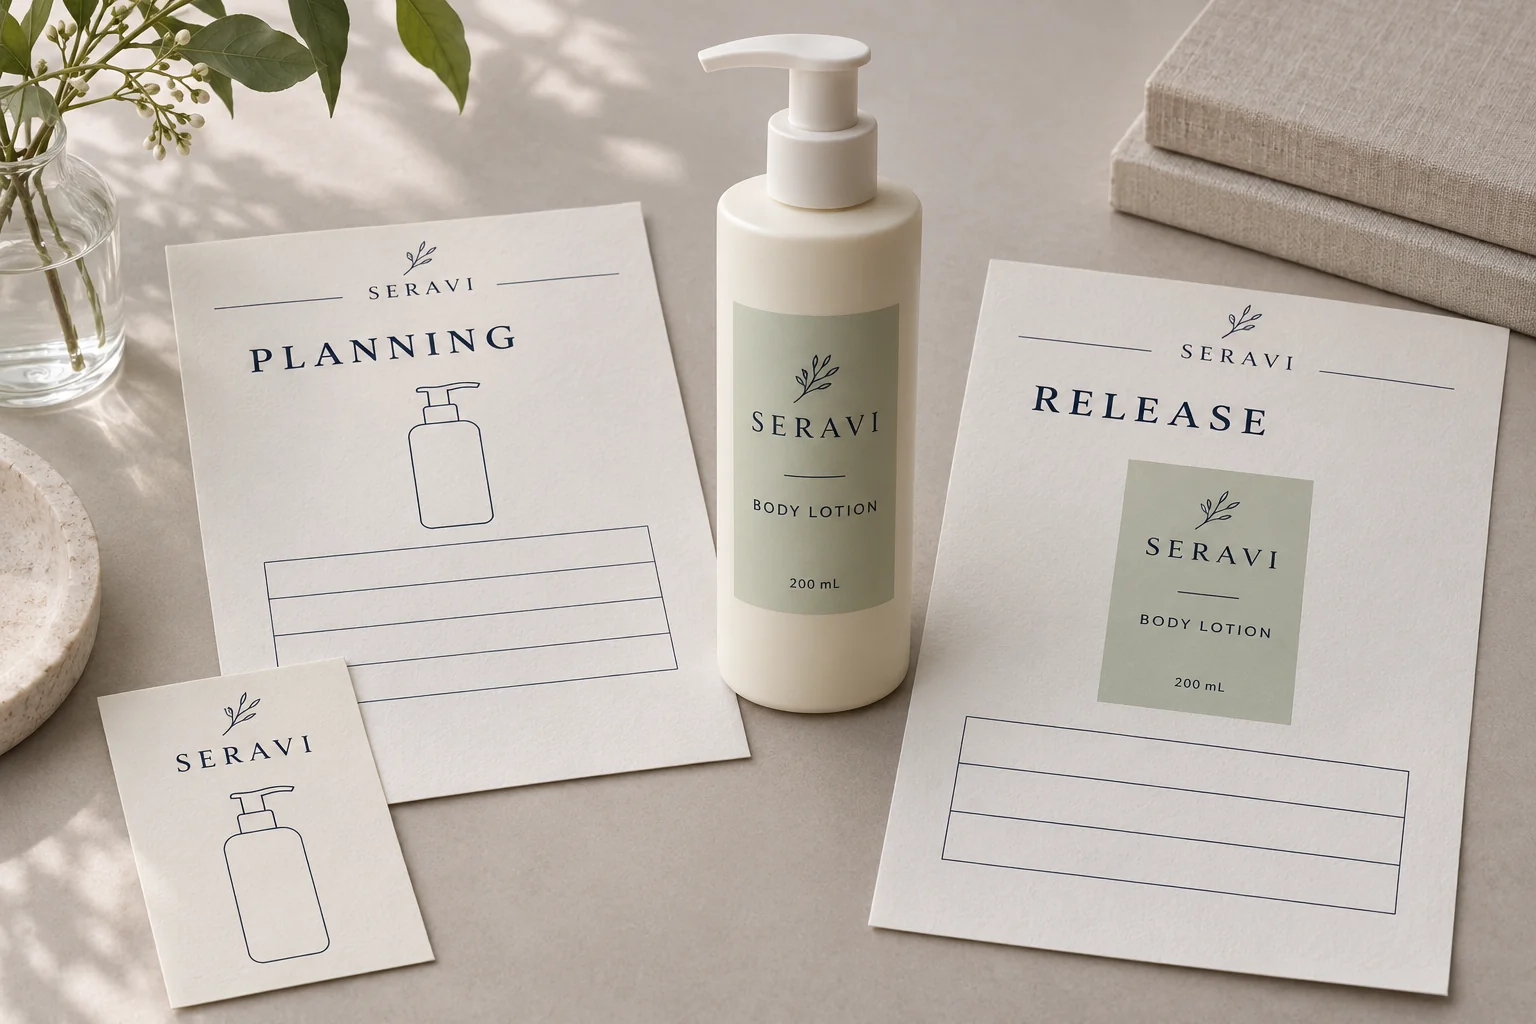 SERAVI
PLANNING
SERAVI
SERAVI
BODY LOTION
200 mL
SERAVI
RELEASE
SERAVI
BODY LOTION
200 mL